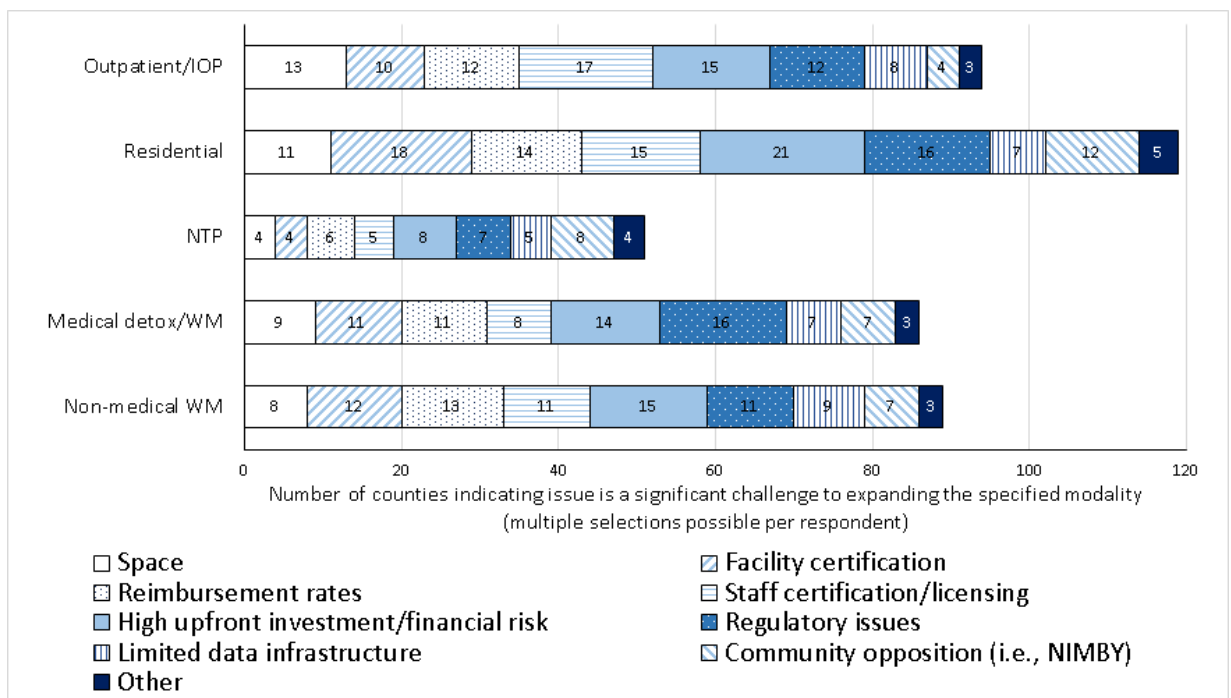 Outpatient/IOP
13 10 12 17 15 12 8 4 3
Residential
11 18 14 15 21 16 7 12 5
NTP
4 4 6 5 8 7 5 8 4
Medical detox/WM
9 11 11 8 14 16 7 7 3
Non-medical WM
8 12 13 11 15 11 9 7 3
0 20 40 60 80 100 120
Number of counties indicating issue is a significant challenge to expanding the specified modality
(multiple selections possible per respondent)
Space
Facility certification
Reimbursement rates
Staff certification/licensing
High upfront investment/financial risk
Regulatory issues
Limited data infrastructure
Community opposition (i.e., NIMBY)
Other